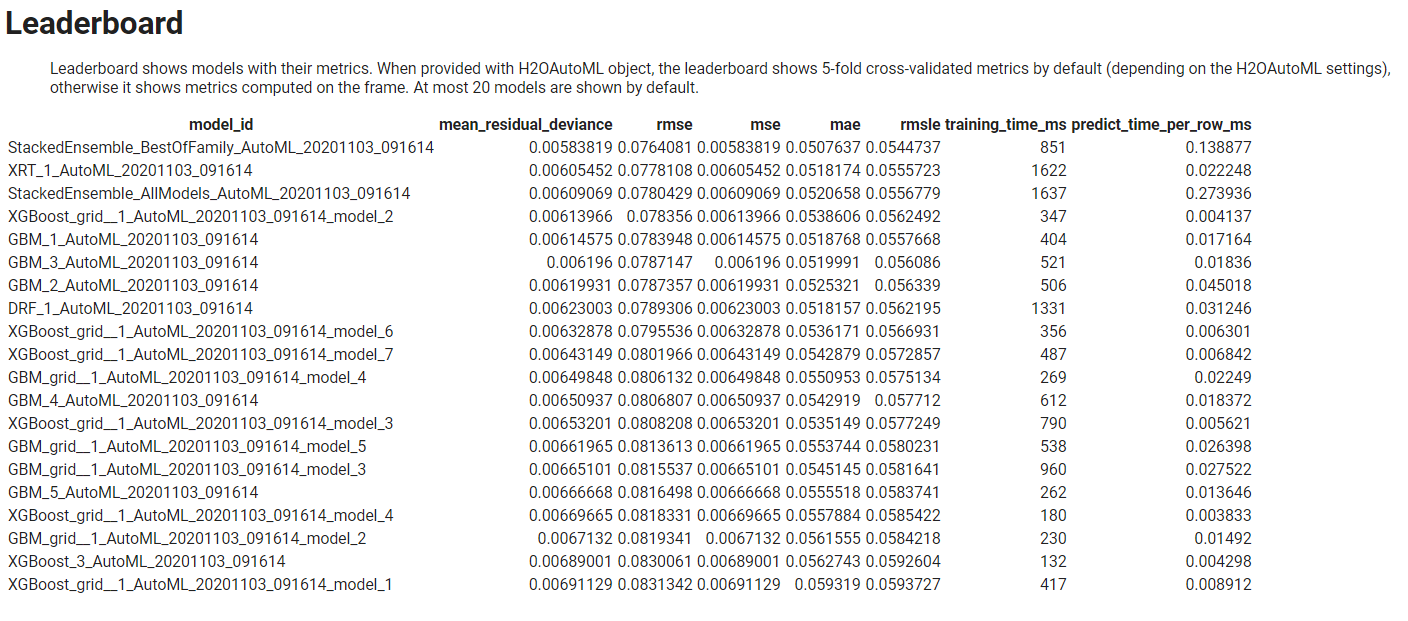 Leaderboard
Leaderboard shows models with their metrics. When provided with H2OAutoML object, the leaderboard shows 5-fold cross-validated metrics by default (depending on the H2OAutoML settings),
otherwise it shows metrics computed on the frame. At most 20 models are shown by default.
model_id mean_residual_deviance rmse mse mae rmsle training_time_ms predict_time_per_row_ms
StackedEnsemble_BestOfFamily_AutoML_20201103_091614 0.00583819 0.0764081 0.00583819 0.0507637 0.0544737 851 0.138877
XRT_1_AutoML_20201103_091614 0.00605452 0.0778108 0.00605452 0.0518174 0.0555723 1622 0.022248
StackedEnsemble_AllModels_AutoML_20201103_091614 0.00609069 0.0780429 0.00609069 0.0520658 0.0556779 1637 0.273936
XGBoost_grid__1_AutoML_20201103_091614_model_2 0.00613966 0.078356 0.00613966 0.0538606 0.0562492 347 0.004137
GBM_1_AutoML_20201103_091614 0.00614575 0.0783948 0.00614575 0.0518768 0.0557668 404 0.017164
GBM_3_AutoML_20201103_091614 0.006196 0.0787147 0.006196 0.0519991 0.056086 521 0.01836
GBM_2_AutoML_20201103_091614 0.00619931 0.0787357 0.00619931 0.0525321 0.056339 506 0.045018
DRF_1_AutoML_20201103_091614 0.00623003 0.0789306 0.00623003 0.0518157 0.0562195 1331 0.031246
XGBoost_grid__1_AutoML_20201103_091614_model_6 0.00632878 0.0795536 0.00632878 0.0536171 0.0566931 356 0.006301
XGBoost_grid__1_AutoML_20201103_091614_model_7 0.00643149 0.0801966 0.00643149 0.0542879 0.0572857 487 0.006842
GBM_grid__1_AutoML_20201103_091614_model_4 0.00649848 0.0806132 0.00649848 0.0550953 0.0575134 269 0.02249
GBM_4_AutoML_20201103_091614 0.00650937 0.0806807 0.00650937 0.0542919 0.057712 612 0.018372
XGBoost_grid__1_AutoML_20201103_091614_model_3 0.00653201 0.0808208 0.00653201 0.0535149 0.0577249 790 0.005621
GBM_grid__1_AutoML_20201103_091614_model_5 0.00661965 0.0813613 0.00661965 0.0553744 0.0580231 538 0.026398
GBM_grid__1_AutoML_20201103_091614_model_3 0.00665101 0.0815537 0.00665101 0.0545145 0.0581641 960 0.027522
GBM_5_AutoML_20201103_091614 0.00666668 0.0816498 0.00666668 0.0555518 0.0583741 262 0.013646
XGBoost_grid__1_AutoML_20201103_091614_model_4 0.00669665 0.0818331 0.00669665 0.0557884 0.0585422 180 0.003833
GBM_grid__1_AutoML_20201103_091614_model_2 0.0067132 0.0819341 0.0067132 0.0561555 0.0584218 230 0.01492
XGBoost_3_AutoML_20201103_091614 0.00689001 0.0830061 0.00689001 0.0562743 0.0592604 132 0.004298
XGBoost_grid__1_AutoML_20201103_091614_model_1 0.00691129 0.0831342 0.00691129 0.059319 0.0593727 417 0.008912